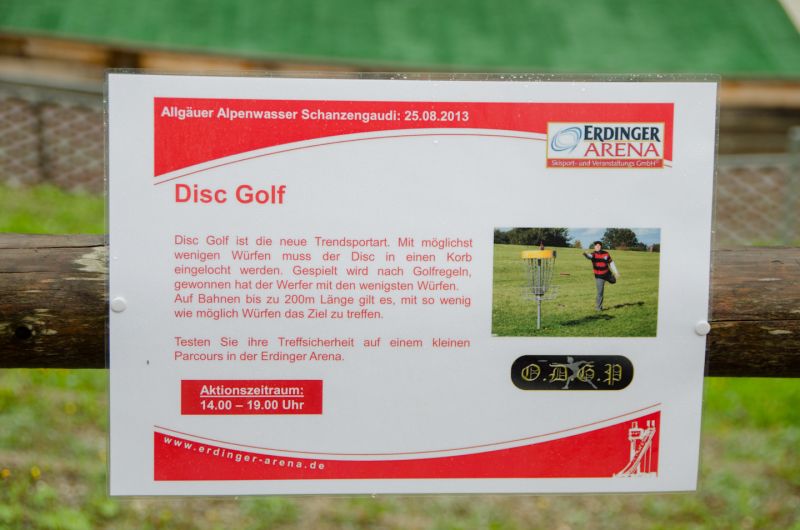 Allgäuer Alpenwasser Schanzengaudi: 25.08.2013
ERDINGER
ARENA
Skisport- und Veranstaltungs GmbH
Disc Golf
Disc Golf ist die neue Trendsportart. Mit möglichst
wenigen Würfen muss der Disc in einen Korb
eingelocht werden. Gespielt wird nach Golfregeln,
gewonnen hat der Werfer mit den wenigsten Würfen.
Auf Bahnen bis zu 200m Länge gilt es, mit so wenig
wie möglich Würfen das Ziel zu treffen.
Testen Sie ihre Treffsicherheit auf einem kleinen
Parcours in der Erdinger Arena.
O.D.G.P
Aktionszeitraum:
14.00 – 19.00 Uhr
www.erdinger-arena.de